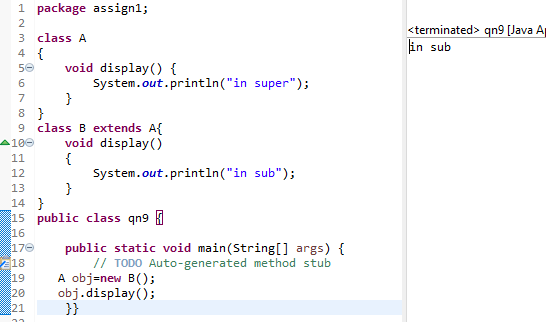 1 package assign1;
2
3 class A
4 {
5 void display() {
6 System.out.println("in super");
7 }
8 }
9 class B extends A{
10 void display()
11 {
12 System.out.println("in sub");
13 }
14 }
15 public class qn9 {
16
17 public static void main(String[] args) {
18 // TODO Auto-generated method stub
19 A obj=new B();
20 obj.display();
21 }}
<terminated> qn9 [Java Ap
in sub